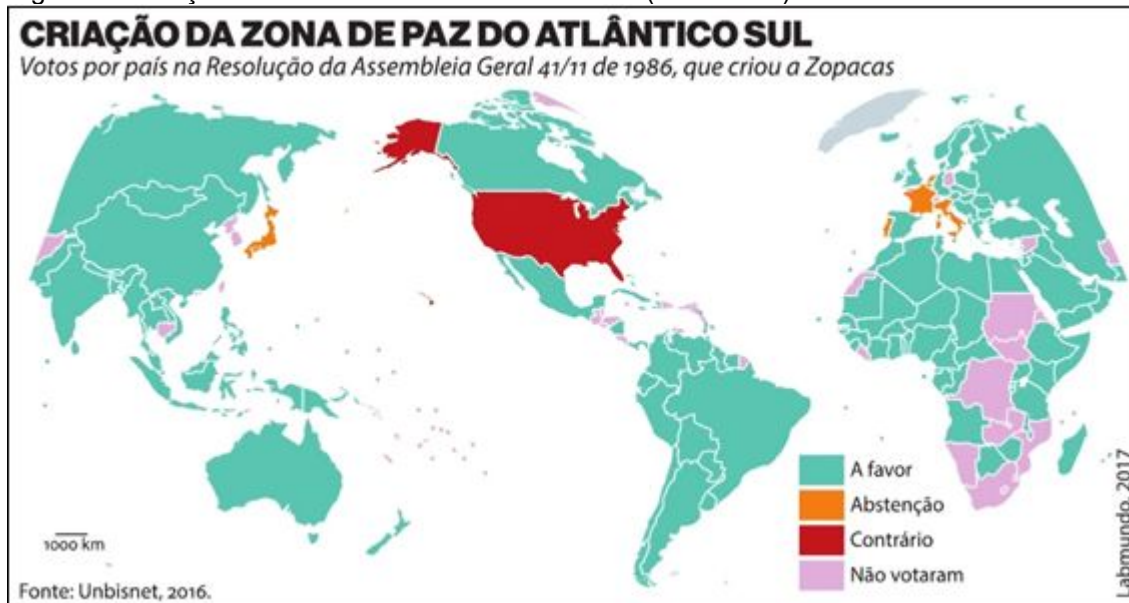 CRIAÇÃO DA ZONA DE PAZ DO ATLÂNTICO SUL
Votos por país na Resolução da Assembleia Geral 41/11 de 1986, que criou a Zopacas
A favor
Abstenção
Contrário
Não votaram
1000 km
Fonte: Unbisnet, 2016.
Labmundo, 2017